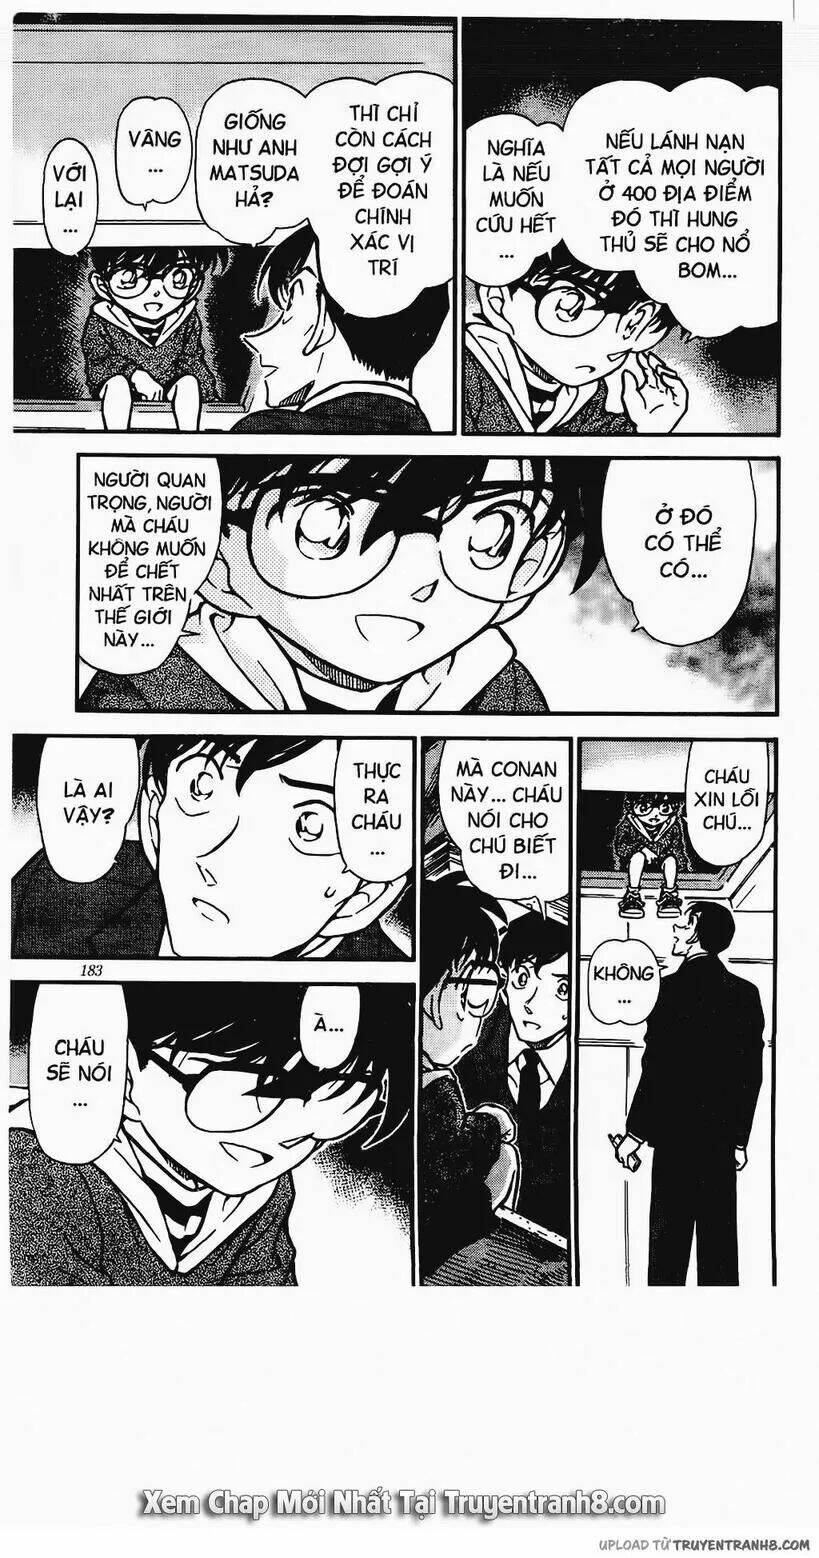 NẾU LÁNH NẠN
TẤT CẢ MỌI NGƯỜI
Ở 400 ĐỊA ĐIỂM
ĐÓ THÌ HUNG
THỦ SẼ CHO NỔ
BOM...
NGHĨA
LÀ NẾU
MUỐN
CỨU HẾT
...
THÌ CHỈ
CÒN CÁCH
ĐỢI GỢI Ý
ĐỂ ĐOÁN
CHÍNH
XÁC VỊ
TRÍ
GIỐNG
NHƯ ANH
MATSUDA
HẢ?
VÂNG
...
VỚI
LẠI
...
Ở ĐÓ
CÓ THỂ
CÓ...
NGƯỜI QUAN
TRỌNG, NGƯỜI
MÀ CHÁU
KHÔNG MUỐN
ĐỂ CHẾT
NHẤT TRÊN
THẾ GIỚI
NÀY...
CHÁU
XIN LỖI
CHÚ...
KHÔNG
...
MÀ CONAN
NÀY... CHÁU
NÓI CHO
CHÚ BIẾT
ĐI...
THỰC
RA
CHÁU
...
LÀ AI
VẬY?
183
À...
CHÁU
SẼ NÓI
...
Xem Chap Mới Nhất Tại Truyentranh8.com
UPLOAD TỪ TRUYENTRANH8.COM